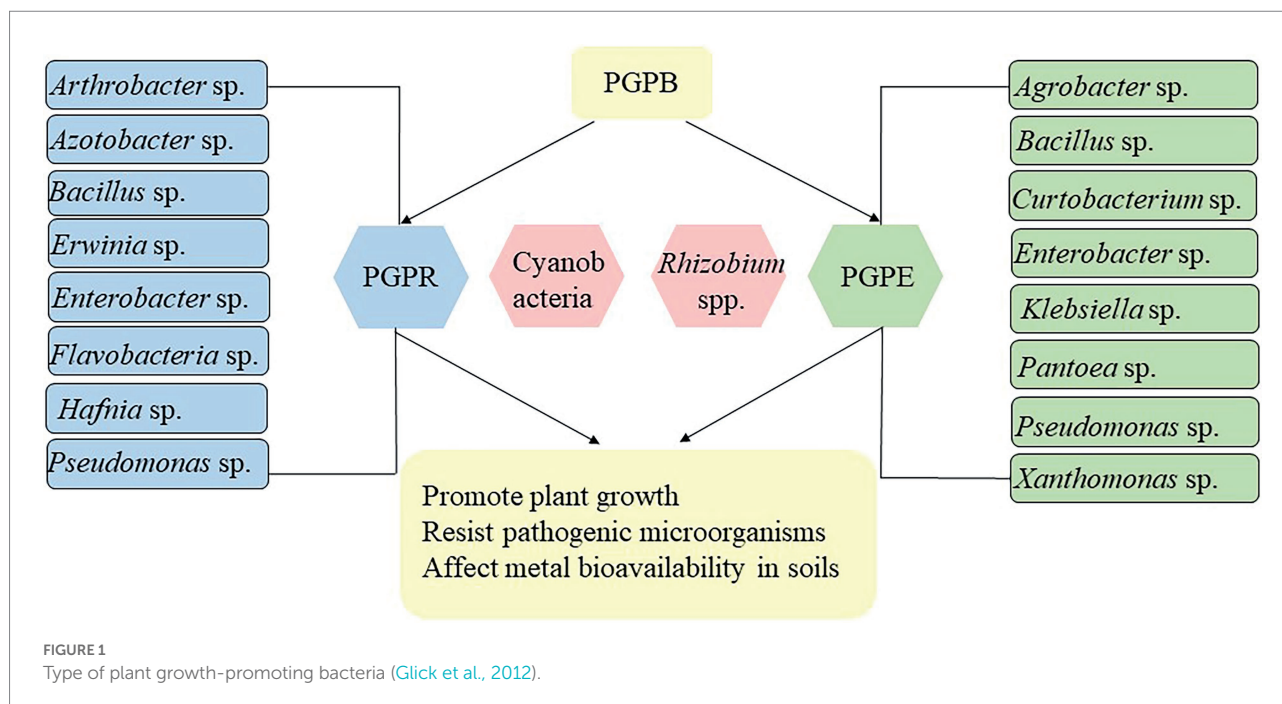 PGPB
Arthrobacter sp.
Azotobacter sp.
Bacillus sp.
Erwinia sp.
Enterobacter sp.
Flavobacteria sp.
Hafnia sp.
Pseudomonas sp.
PGPR
Cyanob
acteria
Rhizobium
spp.
PGPE
Agrobacter sp.
Bacillus sp.
Curtobacterium sp.
Enterobacter sp.
Klebsiella sp.
Pantoea sp.
Pseudomonas sp.
Xanthomonas sp.
Promote plant growth
Resist pathogenic microorganisms
Affect metal bioavailability in soils
FIGURE 1
Type of plant growth-promoting bacteria (Glick et al., 2012).